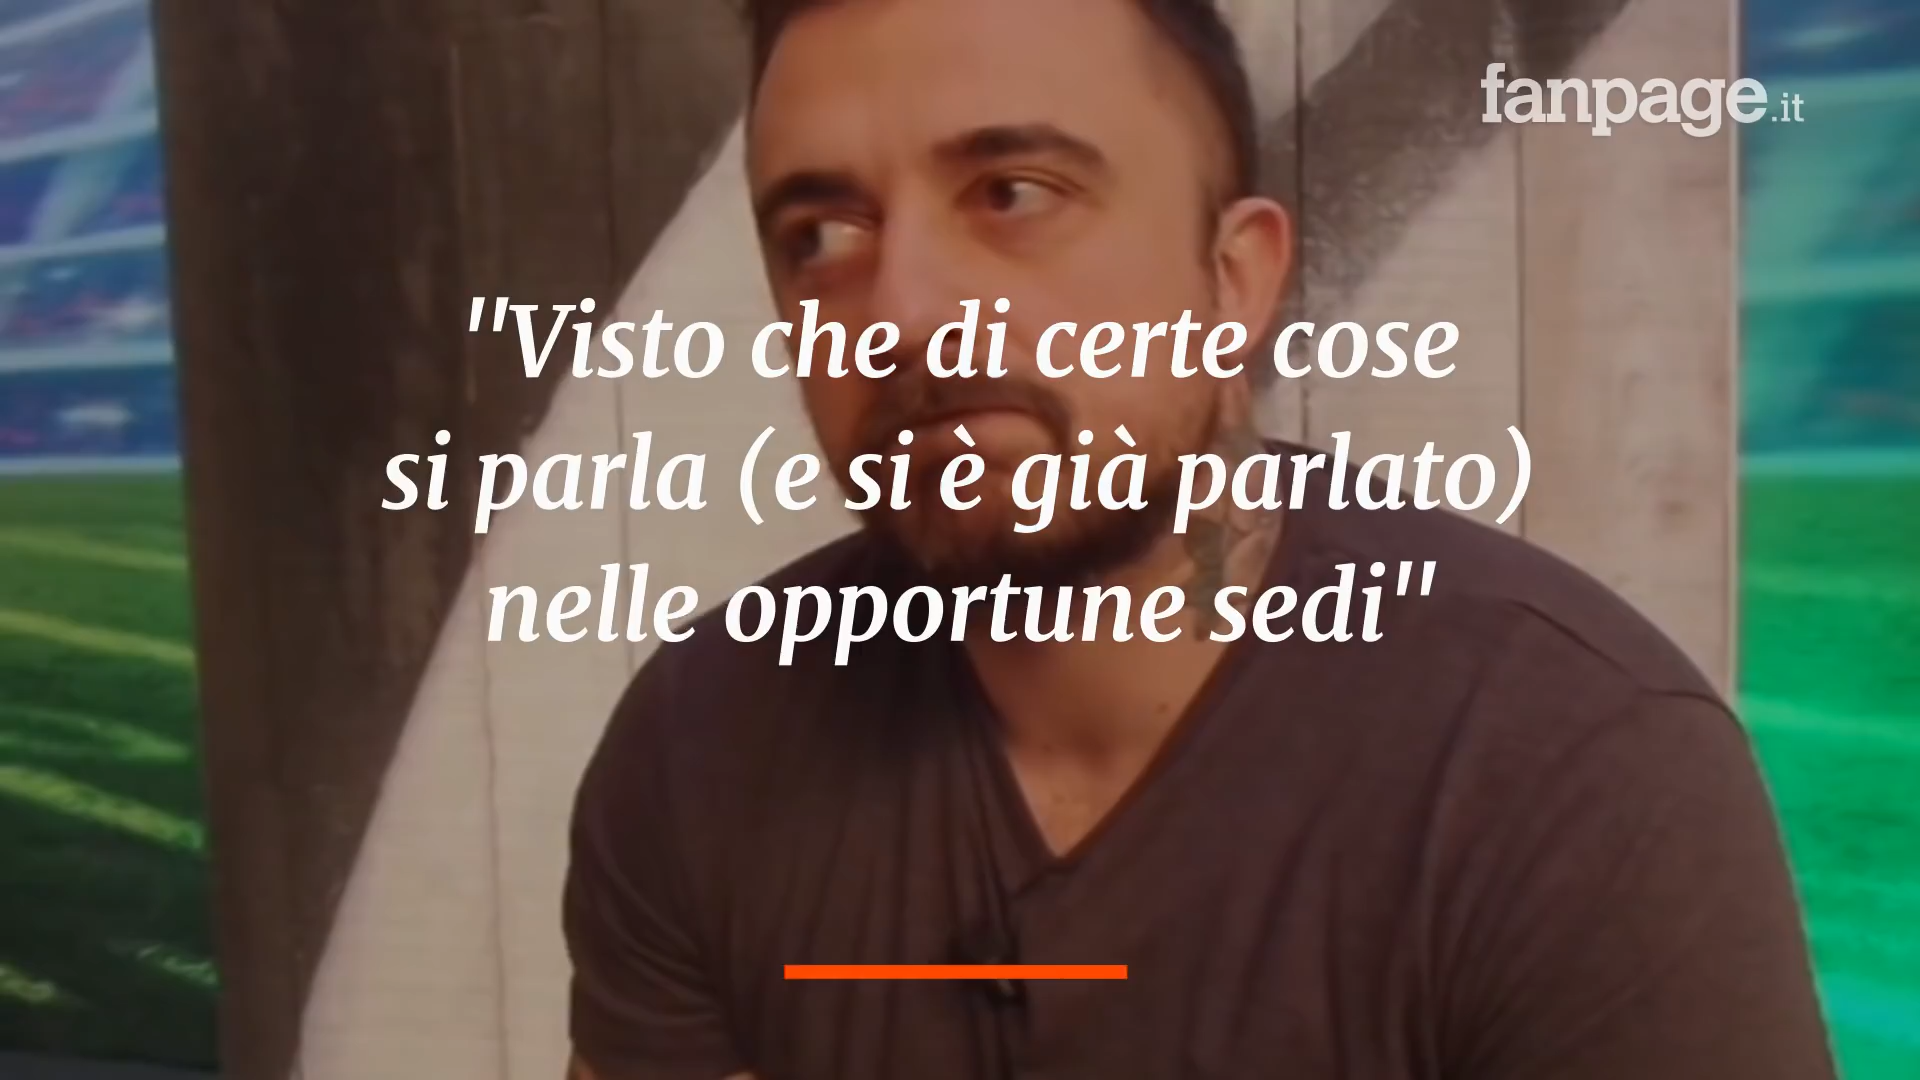 fanpage.it
"Visto che di certe cose
si parla (e si è già parlato)
nelle opportune sedi"